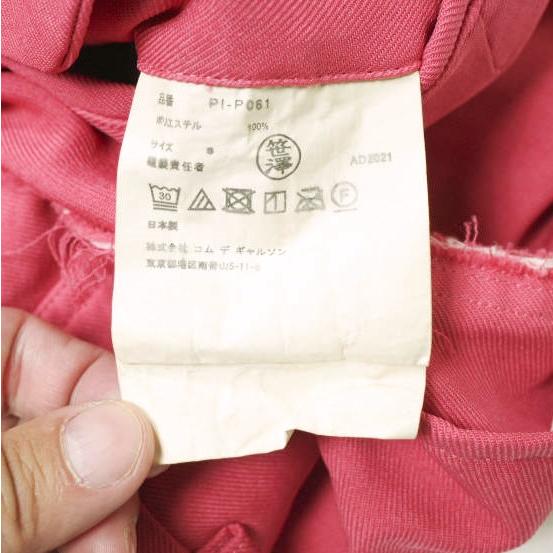 品番 PI-P061
ポリエステル 100%
サイズ S
縫製責任者 笹澤 AD2021
30 F
日本製
株式会社 コム デ ギャルソン
東京都港区南青山5-11-5